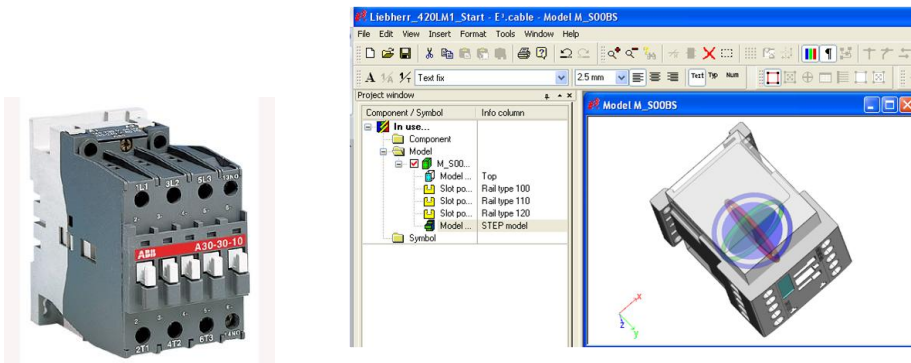 1L1 3L2 5L3 13NO
ABB A30-30-10
2T1 4T2 6T3 14NO
Liebherr_420LM1_Start - E³.cable - Model M_S00BS
File Edit View Insert Format Tools Window Help
A Text fix 2.5 mm Text Typ Num
Project window
Component / Symbol Info column
In use...
Component
Model
M_S00...
Model ... Top
Slot po... Rail type 100
Slot po... Rail type 110
Slot po... Rail type 120
Model ... STEP model
Symbol
Model M_S00BS
x
z
y